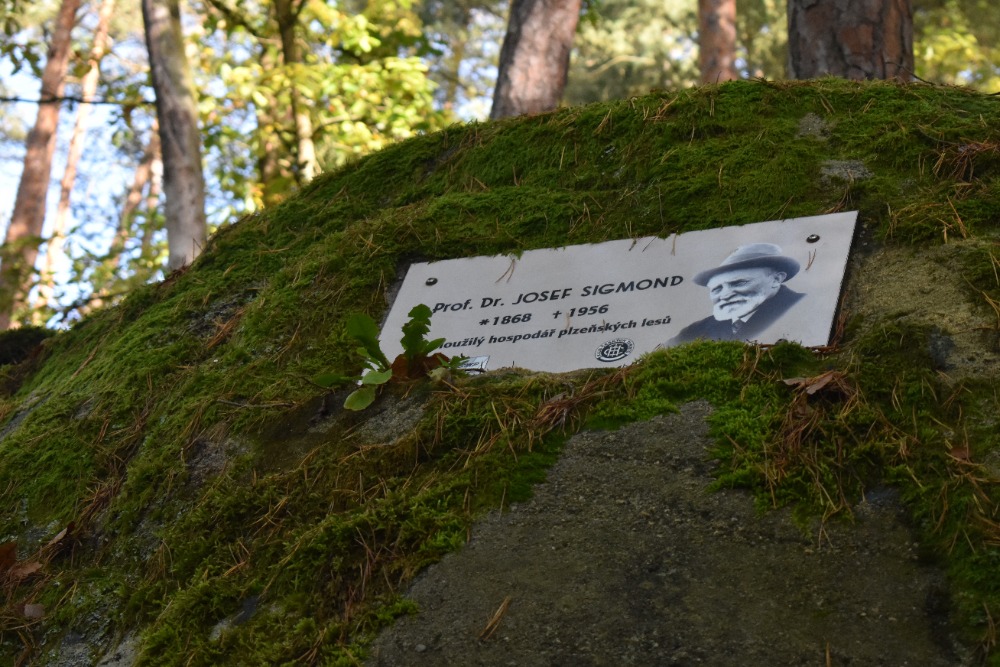 Prof. Dr. JOSEF SIGMOND
*1868 †1956
hospodář plzeňských lesů